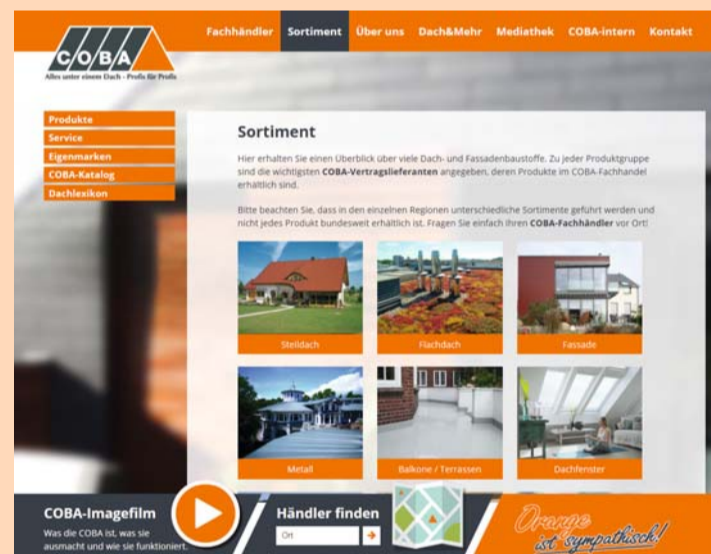 Fachhändler Sortiment Über uns Dach&Mehr Mediathek COBA-intern Kontakt
COBA
Alles unter einem Dach - Profis für Profis
Produkte
Service
Eigenmarken
COBA-Katalog
Dachlexikon
Sortiment
Hier erhalten Sie einen Überblick über viele Dach- und Fassadenbaustoffe. Zu jeder Produktgruppe
sind die wichtigsten COBA-Vertragslieferanten angegeben, deren Produkte im COBA-Fachhandel
erhältlich sind.
Bitte beachten Sie, dass in den einzelnen Regionen unterschiedliche Sortimente geführt werden und
nicht jedes Produkt bundesweit erhältlich ist. Fragen Sie einfach Ihren COBA-Fachhändler vor Ort!
Steildach Flachdach Fassade
Metall Balkone / Terrassen Dachfenster
COBA-Imagefilm
Was die COBA ist, was sie
ausmacht und wie sie funktioniert.
Händler finden
Ort
Orange
ist sympathisch!